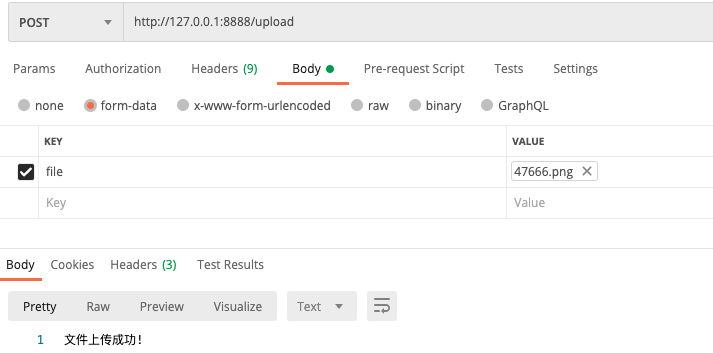 POST http://127.0.0.1:8888/upload
Params Authorization Headers (9) Body Pre-request Script Tests Settings
none form-data x-www-form-urlencoded raw binary GraphQL
KEY VALUE
file 47666.png
Key Value
Body Cookies Headers (3) Test Results
Pretty Raw Preview Visualize Text
1 文件上传成功!